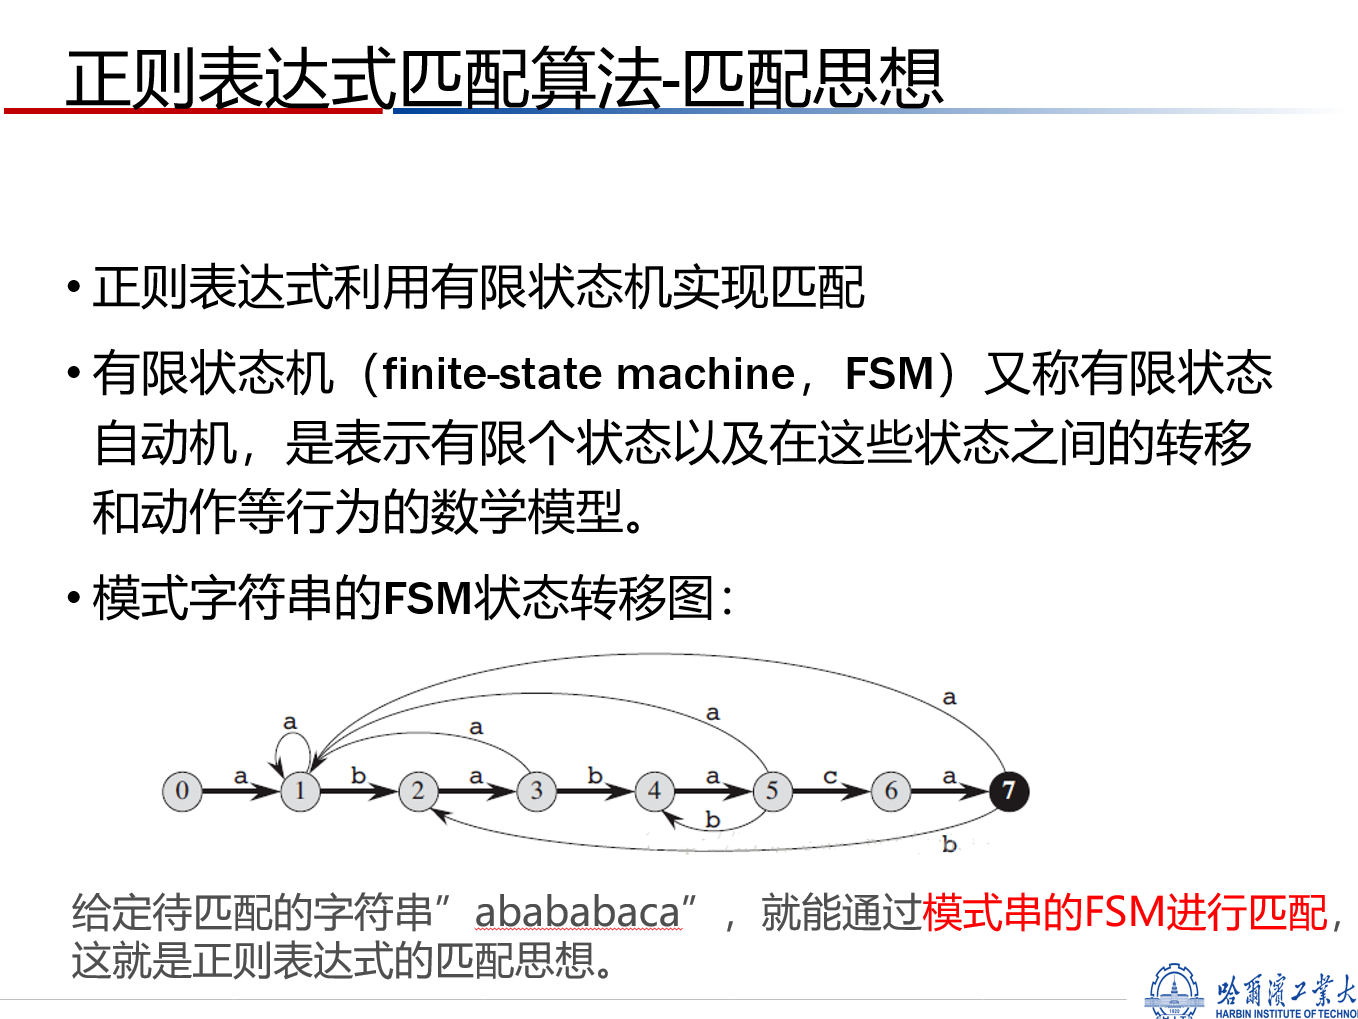 正则表达式匹配算法-匹配思想
• 正则表达式利用有限状态机实现匹配
• 有限状态机（finite-state machine，FSM）又称有限状态
自动机，是表示有限个状态以及在这些状态之间的转移
和动作等行为的数学模型。
• 模式字符串的FSM状态转移图：
a
a
a
a
a b a b a c a
0 1 2 3 4 5 6 7
b
b
给定待匹配的字符串”abababaca”，就能通过模式串的FSM进行匹配，
这就是正则表达式的匹配思想。
哈爾濱工業大
HARBIN INSTITUTE OF TECHNO
1920